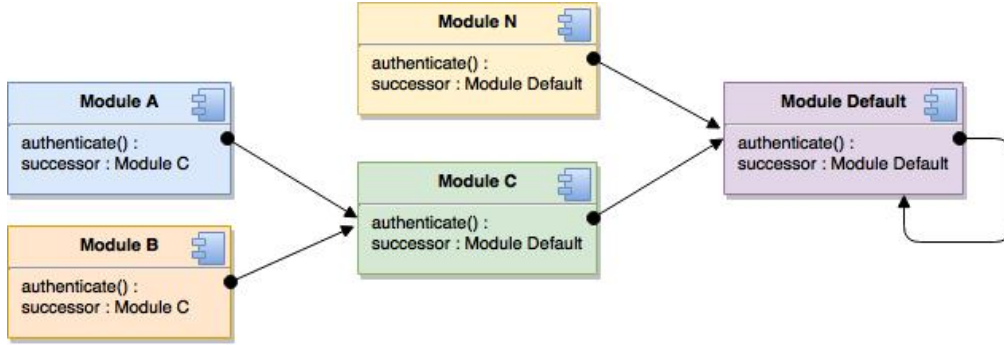 Module N
authenticate() :
successor : Module Default
Module A
authenticate() :
successor : Module C
Module Default
authenticate() :
successor : Module Default
Module C
authenticate() :
successor : Module Default
Module B
authenticate() :
successor : Module C